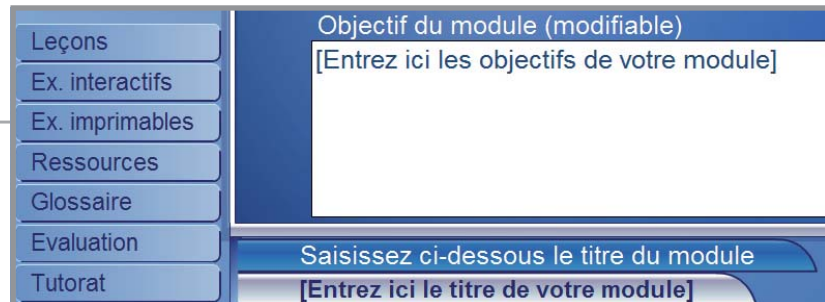 Leçons
Ex. interactifs
Ex. imprimables
Ressources
Glossaire
Evaluation
Tutorat
Objectif du module (modifiable)
[Entrez ici les objectifs de votre module]
Saisissez ci-dessous le titre du module
[Entrez ici le titre de votre module]